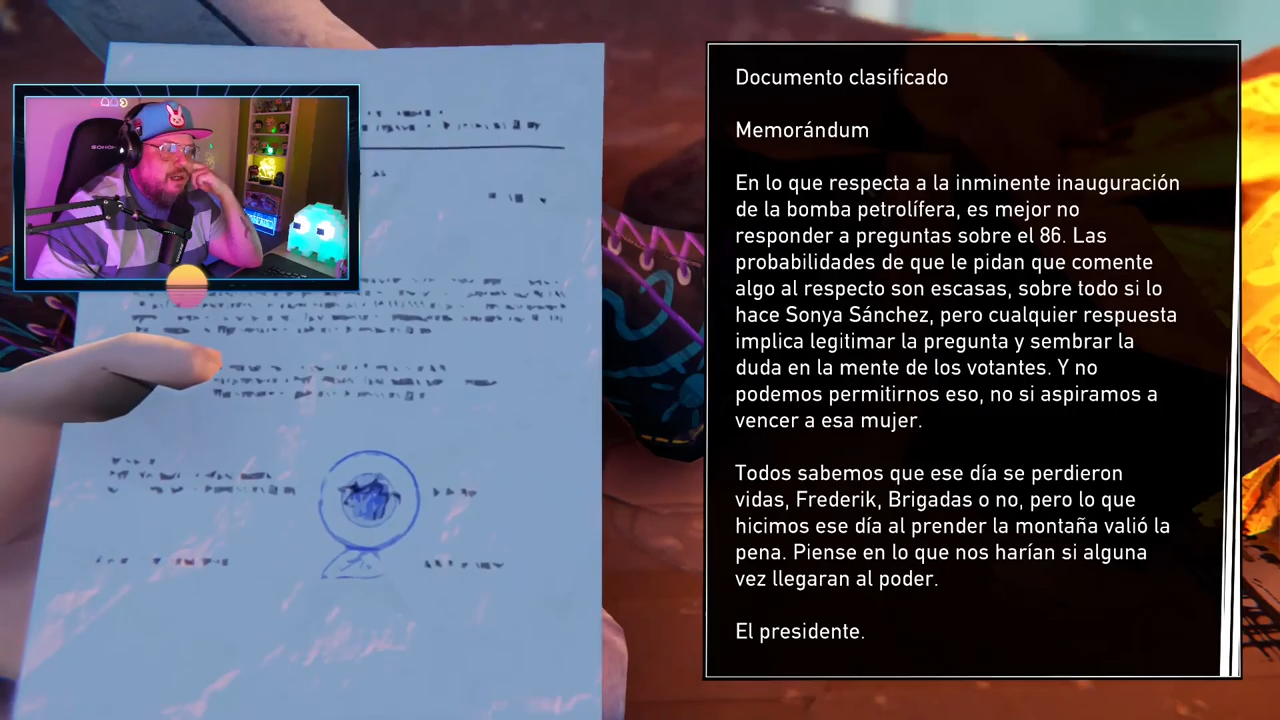 Documento clasificado
Memorándum
En lo que respecta a la inminente inauguración
de la bomba petrolífera, es mejor no
responder a preguntas sobre el 86. Las
probabilidades de que le pidan que comente
algo al respecto son escasas, sobre todo si lo
hace Sonya Sánchez, pero cualquier respuesta
implica legitimar la pregunta y sembrar la
duda en la mente de los votantes. Y no
podemos permitirnos eso, no si aspiramos a
vencer a esa mujer.
Todos sabemos que ese día se perdieron
vidas, Frederik, Brigadas o no, pero lo que
hicimos ese día al prender la montaña valió la
pena. Piense en lo que nos harían si alguna
vez llegaran al poder.
El presidente.